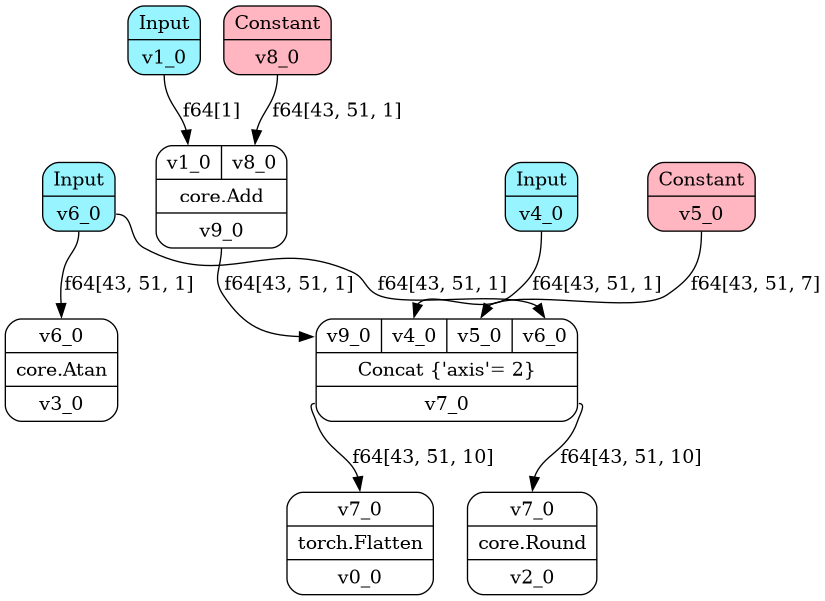 Input
v1_0
Constant
v8_0
f64[1]
f64[43, 51, 1]
v1_0 v8_0
core.Add
v9_0
Input
v6_0
Input
v4_0
Constant
v5_0
f64[43, 51, 1]
f64[43, 51, 1]
f64[43, 51, 1]
f64[43, 51, 1]
f64[43, 51, 7]
v6_0
core.Atan
v3_0
v9_0 v4_0 v5_0 v6_0
Concat {'axis'= 2}
v7_0
f64[43, 51, 10]
f64[43, 51, 10]
v7_0
torch.Flatten
v0_0
v7_0
core.Round
v2_0